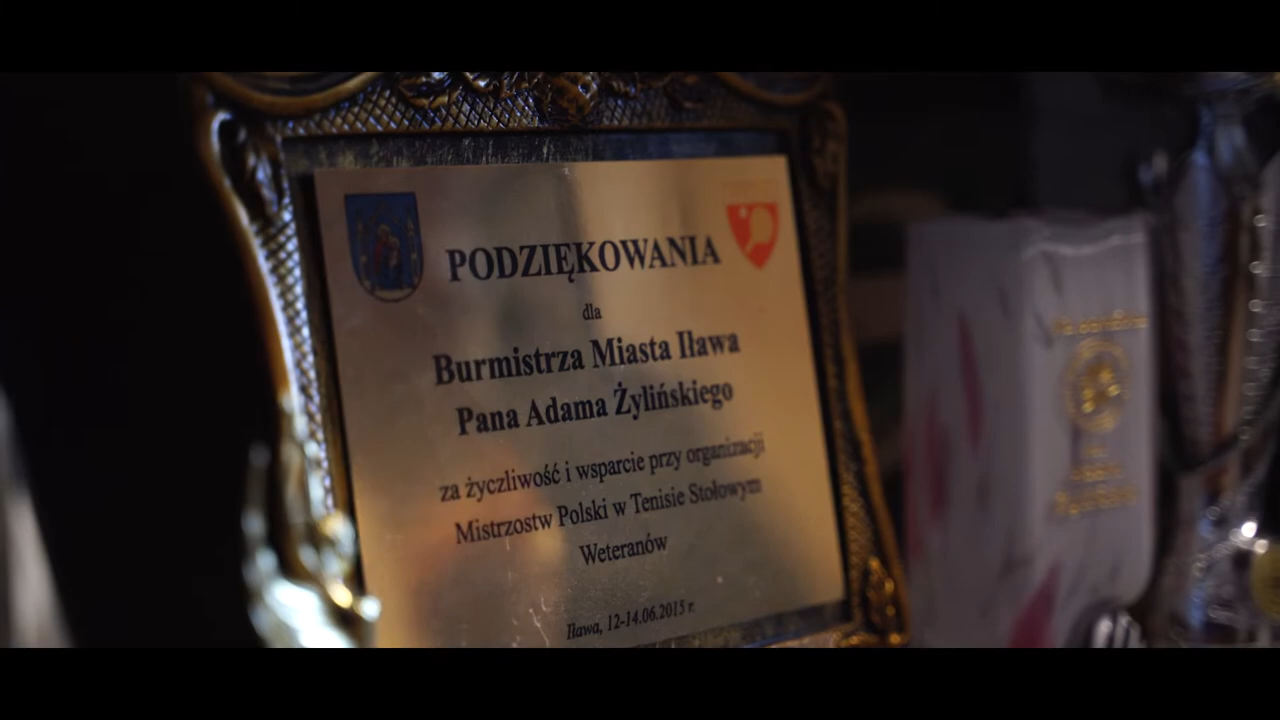 PODZIĘKOWANIA
dla
Burmistrza Miasta Iława
Pana Adama Żylińskiego
za życzliwość i wsparcie przy organizacji
Mistrzostw Polski w Tenisie Stołowym
Weteranów
Iława, 12-14.06.2015 r.